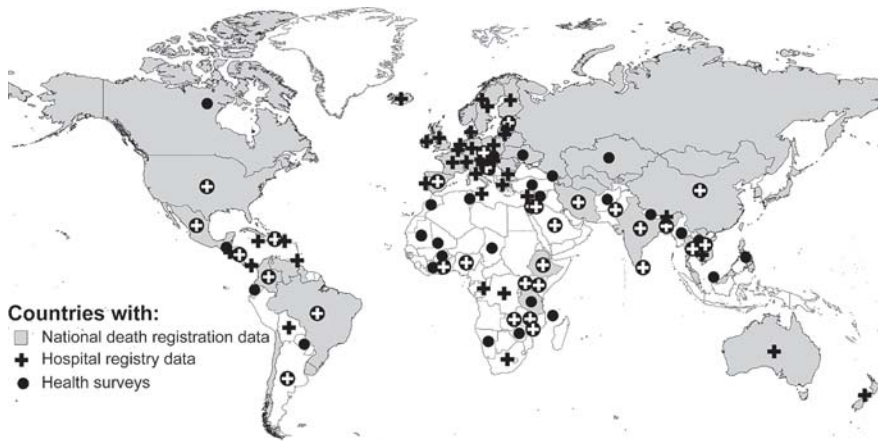 Countries with:
National death registration data
Hospital registry data
Health surveys